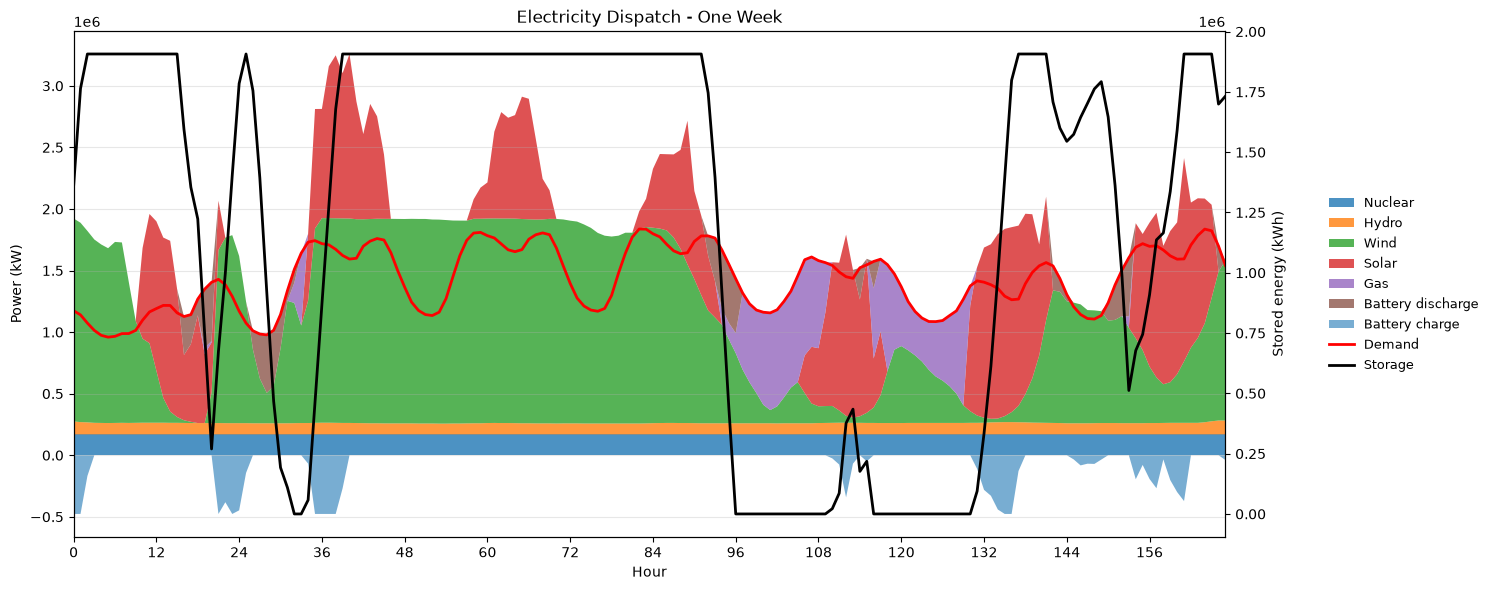 Electricity Dispatch - One Week
1e6
1e6
3.0
2.5
2.0
1.5
1.0
0.5
0.0
−0.5
Power (kW)
0 12 24 36 48 60 72 84 96 108 120 132 144 156
Hour
2.00
1.75
1.50
1.25
1.00
0.75
0.50
0.25
0.00
Stored energy (kWh)
Nuclear
Hydro
Wind
Solar
Gas
Battery discharge
Battery charge
Demand
Storage